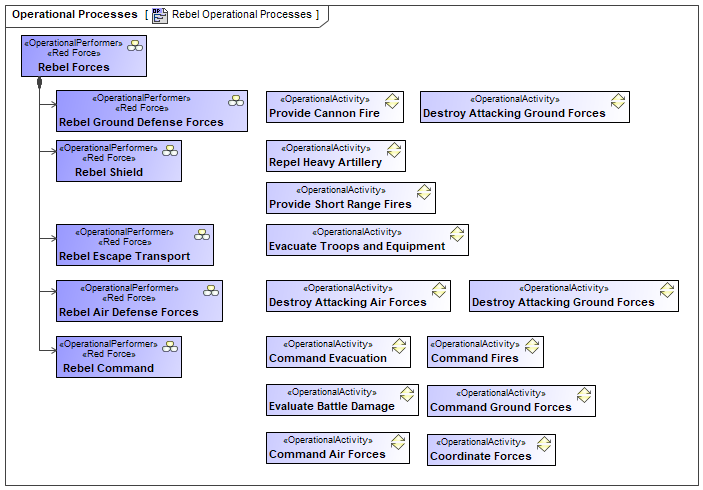 Operational Processes [ Rebel Operational Processes ]
«OperationalPerformer»
«Red Force»
Rebel Forces
«OperationalPerformer»
«Red Force»
Rebel Ground Defense Forces
«OperationalActivity»
Provide Cannon Fire
«OperationalActivity»
Destroy Attacking Ground Forces
«OperationalPerformer»
«Red Force»
Rebel Shield
«OperationalActivity»
Repel Heavy Artillery
«OperationalActivity»
Provide Short Range Fires
«OperationalPerformer»
«Red Force»
Rebel Escape Transport
«OperationalActivity»
Evacuate Troops and Equipment
«OperationalPerformer»
«Red Force»
Rebel Air Defense Forces
«OperationalActivity»
Destroy Attacking Air Forces
«OperationalActivity»
Destroy Attacking Ground Forces
«OperationalPerformer»
«Red Force»
Rebel Command
«OperationalActivity»
Command Evacuation
«OperationalActivity»
Command Fires
«OperationalActivity»
Evaluate Battle Damage
«OperationalActivity»
Command Ground Forces
«OperationalActivity»
Command Air Forces
«OperationalActivity»
Coordinate Forces